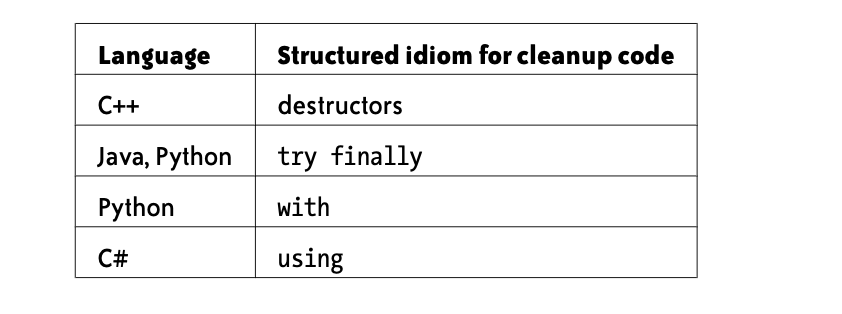 Language Structured idiom for cleanup code
C++ destructors
Java, Python try finally
Python with
C# using